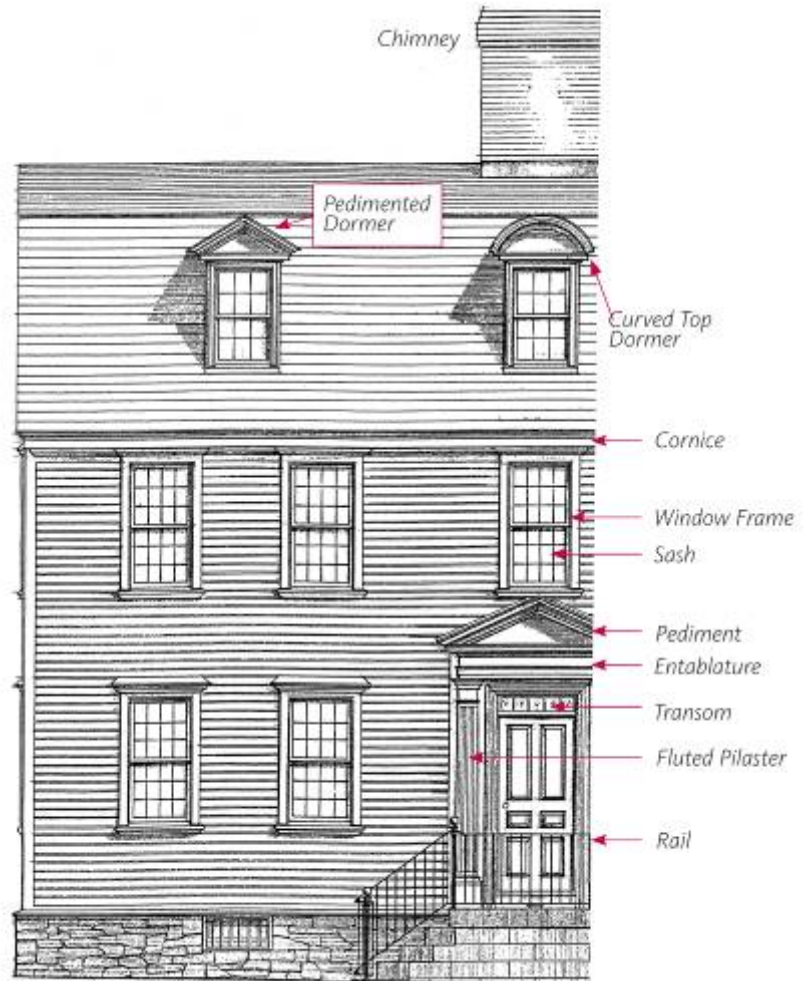 Chimney
Pedimented
Dormer
Curved Top
Dormer
Cornice
Window Frame
Sash
Pediment
Entablature
Transom
Fluted Pilaster
Rail